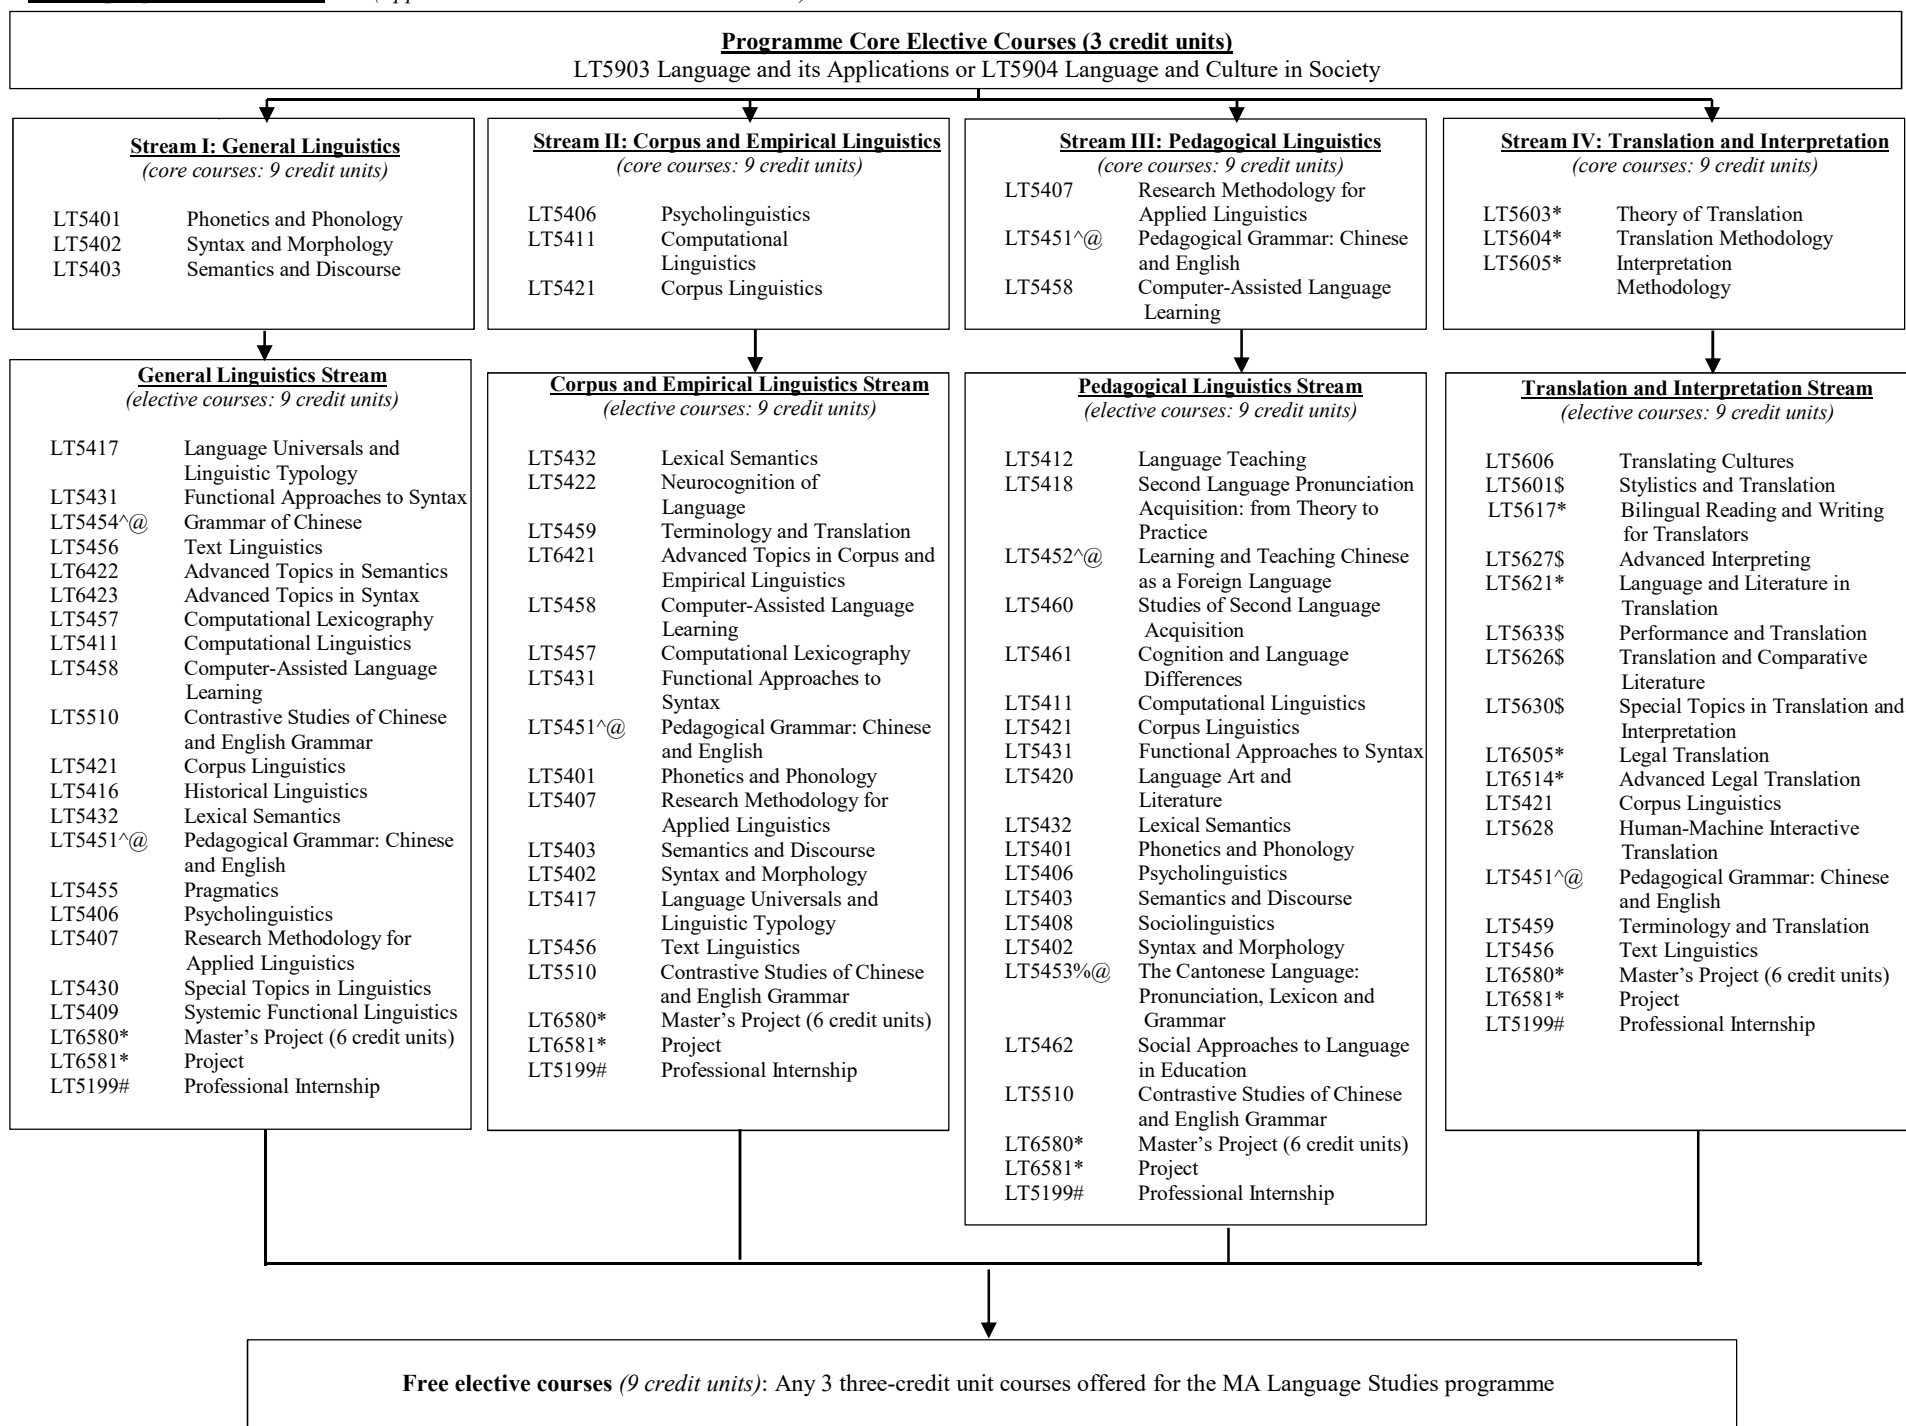 Programme Core Elective Courses (3 credit units)
LT5903 Language and its Applications or LT5904 Language and Culture in Society
Stream I: General Linguistics
(core courses: 9 credit units)
LT5401 Phonetics and Phonology
LT5402 Syntax and Morphology
LT5403 Semantics and Discourse
Stream II: Corpus and Empirical Linguistics
(core courses: 9 credit units)
LT5406 Psycholinguistics
LT5411 Computational
Linguistics
LT5421 Corpus Linguistics
Stream III: Pedagogical Linguistics
(core courses: 9 credit units)
LT5407 Research Methodology for
Applied Linguistics
LT5451^@ Pedagogical Grammar: Chinese
and English
LT5458 Computer-Assisted Language
Learning
Stream IV: Translation and Interpretation
(core courses: 9 credit units)
LT5603* Theory of Translation
LT5604* Translation Methodology
LT5605* Interpretation
Methodology
General Linguistics Stream
(elective courses: 9 credit units)
LT5417 Language Universals and
Linguistic Typology
LT5431 Functional Approaches to Syntax
LT5454^@ Grammar of Chinese
LT5456 Text Linguistics
LT6422 Advanced Topics in Semantics
LT6423 Advanced Topics in Syntax
LT5457 Computational Lexicography
LT5411 Computational Linguistics
LT5458 Computer-Assisted Language
Learning
LT5510 Contrastive Studies of Chinese
and English Grammar
LT5421 Corpus Linguistics
LT5416 Historical Linguistics
LT5432 Lexical Semantics
LT5451^@ Pedagogical Grammar: Chinese
and English
LT5455 Pragmatics
LT5406 Psycholinguistics
LT5407 Research Methodology for
Applied Linguistics
LT5430 Special Topics in Linguistics
LT5409 Systemic Functional Linguistics
LT6580* Master’s Project (6 credit units)
LT6581* Project
LT5199# Professional Internship
Corpus and Empirical Linguistics Stream
(elective courses: 9 credit units)
LT5432 Lexical Semantics
LT5422 Neurocognition of
Language
LT5459 Terminology and Translation
LT6421 Advanced Topics in Corpus and
Empirical Linguistics
LT5458 Computer-Assisted Language
Learning
LT5457 Computational Lexicography
LT5431 Functional Approaches to
Syntax
LT5451^@ Pedagogical Grammar: Chinese
and English
LT5401 Phonetics and Phonology
LT5407 Research Methodology for
Applied Linguistics
LT5403 Semantics and Discourse
LT5402 Syntax and Morphology
LT5417 Language Universals and
Linguistic Typology
LT5456 Text Linguistics
LT5510 Contrastive Studies of Chinese
and English Grammar
LT6580* Master’s Project (6 credit units)
LT6581* Project
LT5199# Professional Internship
Pedagogical Linguistics Stream
(elective courses: 9 credit units)
LT5412 Language Teaching
LT5418 Second Language Pronunciation
Acquisition: from Theory to
Practice
LT5452^@ Learning and Teaching Chinese
as a Foreign Language
LT5460 Studies of Second Language
Acquisition
LT5461 Cognition and Language
Differences
LT5411 Computational Linguistics
LT5421 Corpus Linguistics
LT5431 Functional Approaches to Syntax
LT5420 Language Art and
Literature
LT5432 Lexical Semantics
LT5401 Phonetics and Phonology
LT5406 Psycholinguistics
LT5403 Semantics and Discourse
LT5408 Sociolinguistics
LT5402 Syntax and Morphology
LT5453%@ The Cantonese Language:
Pronunciation, Lexicon and
Grammar
LT5462 Social Approaches to Language
in Education
LT5510 Contrastive Studies of Chinese
and English Grammar
LT6580* Master’s Project (6 credit units)
LT6581* Project
LT5199# Professional Internship
Translation and Interpretation Stream
(elective courses: 9 credit units)
LT5606 Translating Cultures
LT5601$ Stylistics and Translation
LT5617* Bilingual Reading and Writing
for Translators
LT5627$ Advanced Interpreting
LT5621* Language and Literature in
Translation
LT5633$ Performance and Translation
LT5626$ Translation and Comparative
Literature
LT5630$ Special Topics in Translation and
Interpretation
LT6505* Legal Translation
LT6514* Advanced Legal Translation
LT5421 Corpus Linguistics
LT5628 Human-Machine Interactive
Translation
LT5451^@ Pedagogical Grammar: Chinese
and English
LT5459 Terminology and Translation
LT5456 Text Linguistics
LT6580* Master’s Project (6 credit units)
LT6581* Project
LT5199# Professional Internship
Free elective courses (9 credit units): Any 3 three-credit unit courses offered for the MA Language Studies programme